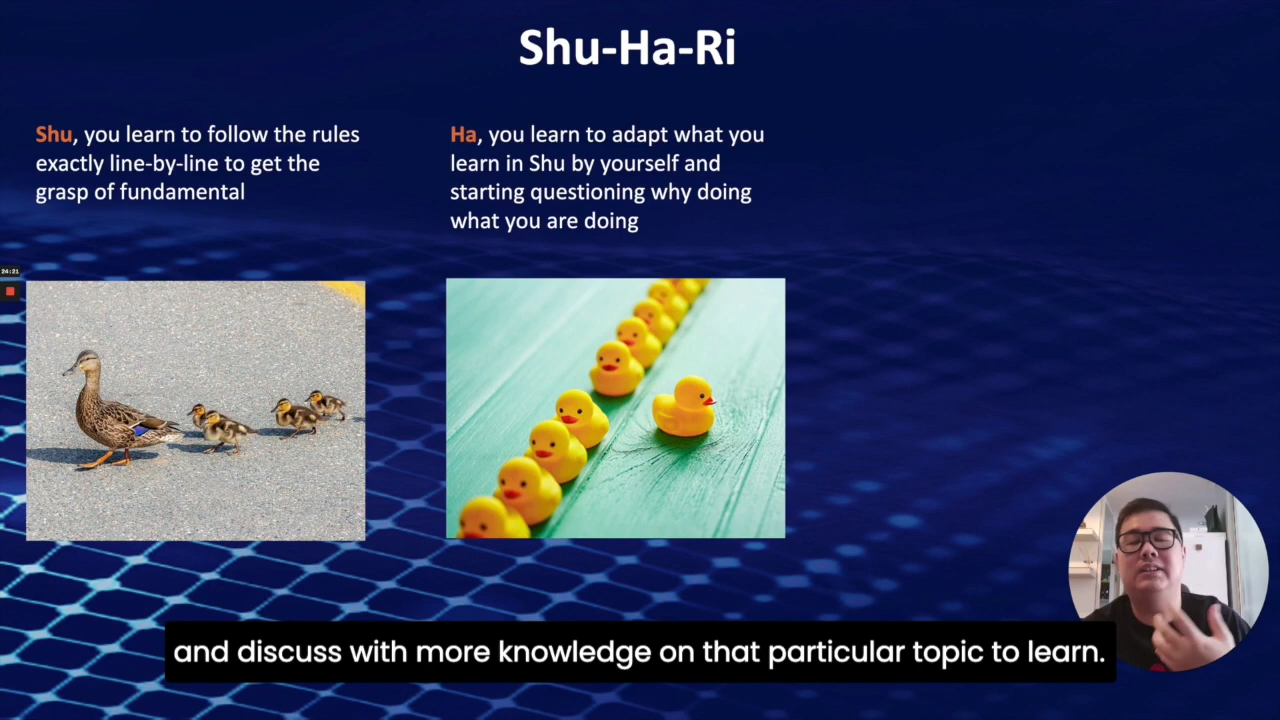 Shu-Ha-Ri
Shu, you learn to follow the rules
exactly line-by-line to get the
grasp of fundamental
Ha, you learn to adapt what you
learn in Shu by yourself and
starting questioning why doing
what you are doing
24:21
and discuss with more knowledge on that particular topic to learn.